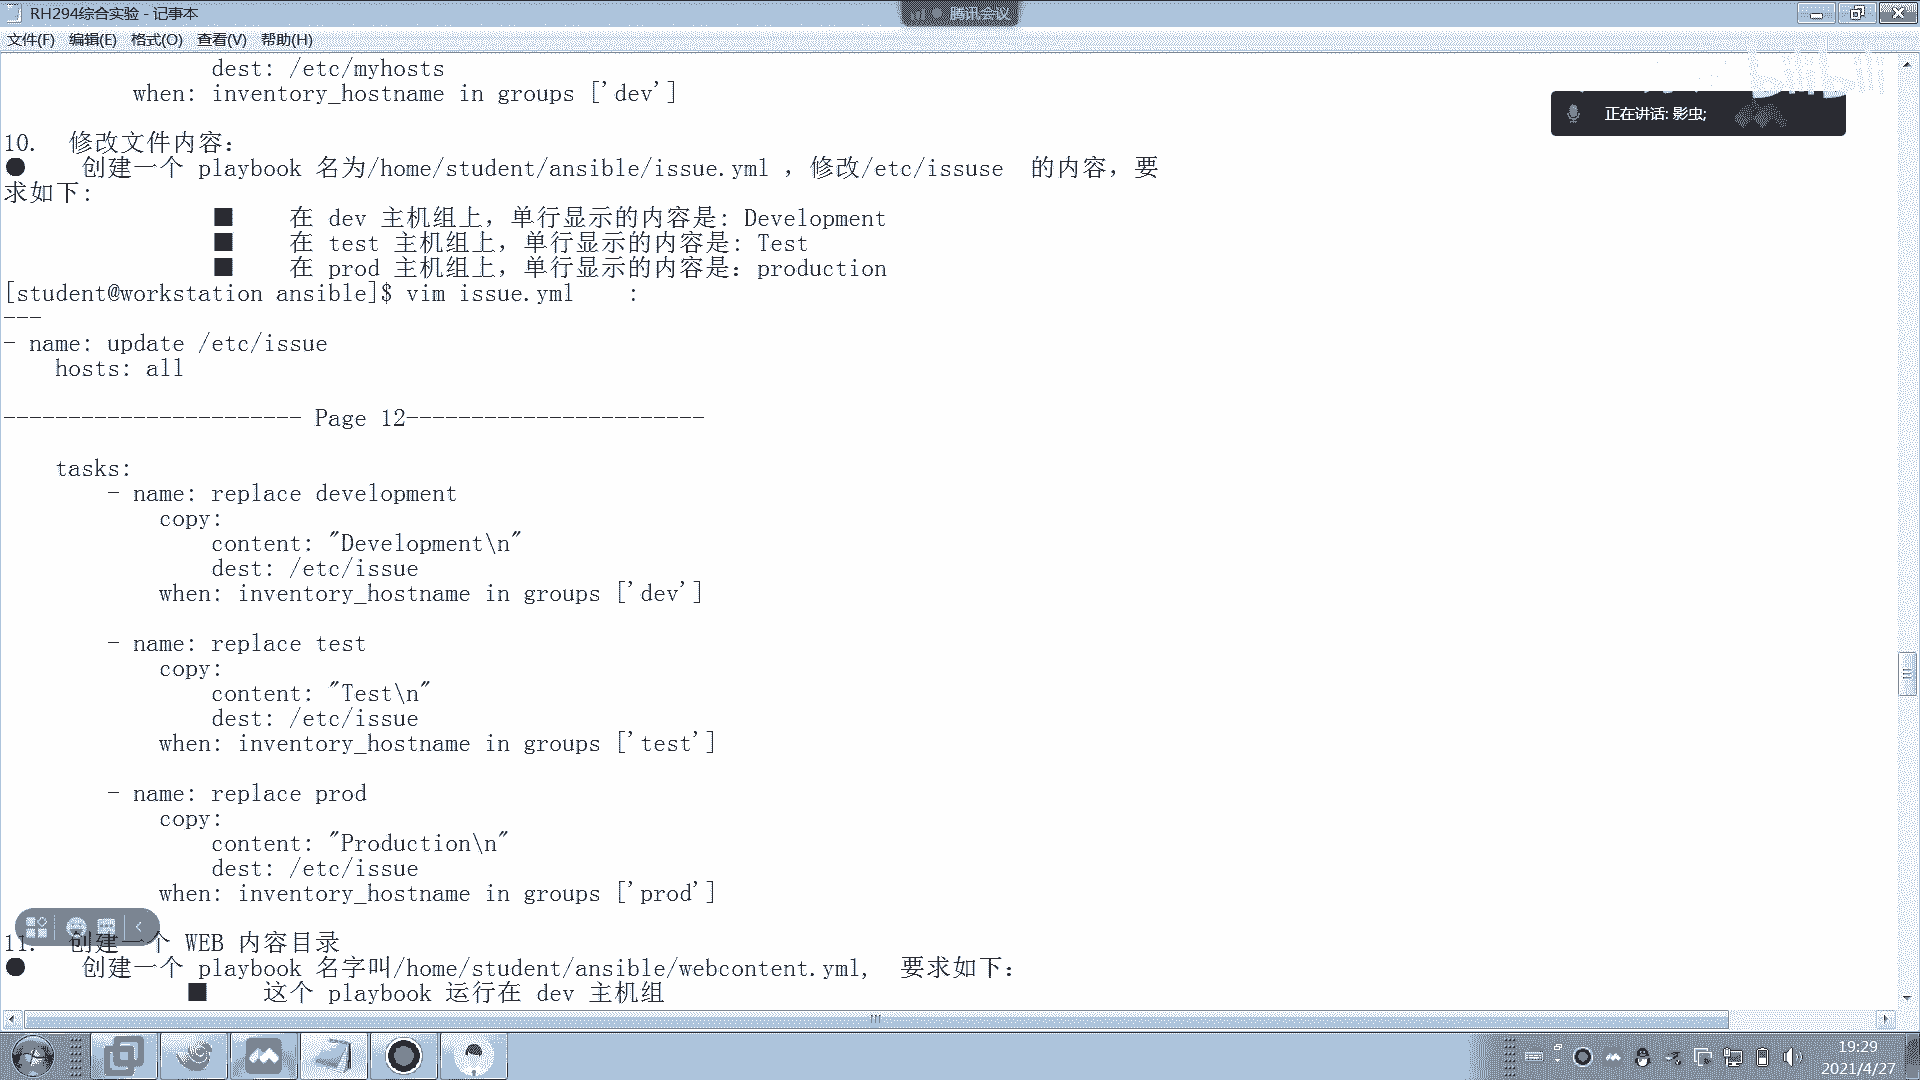 RH294综合实验 - 记事本
腾讯会议
文件(F) 编辑(E) 格式(O) 查看(V) 帮助(H)
dest: /etc/myhosts
when: inventory_hostname in groups ['dev']
正在讲话: 影虫;
10. 修改文件内容:
● 创建一个 playbook 名为/home/student/ansible/issue.yml ，修改/etc/issuse 的内容，要
求如下:
■ 在 dev 主机组上，单行显示的内容是: Development
■ 在 test 主机组上，单行显示的内容是: Test
■ 在 prod 主机组上，单行显示的内容是: production
[student@workstation ansible]$ vim issue.yml :
---
- name: update /etc/issue
hosts: all
----------------------- Page 12-----------------------
tasks:
- name: replace development
copy:
content: "Development\n"
dest: /etc/issue
when: inventory_hostname in groups ['dev']
- name: replace test
copy:
content: "Test\n"
dest: /etc/issue
when: inventory_hostname in groups ['test']
- name: replace prod
copy:
content: "Production\n"
dest: /etc/issue
when: inventory_hostname in groups ['prod']
11. 创建一个 WEB 内容目录
● 创建一个 playbook 名字叫/home/student/ansible/webcontent.yml, 要求如下:
■ 这个 playbook 运行在 dev 主机组
19:29
2021/4/27